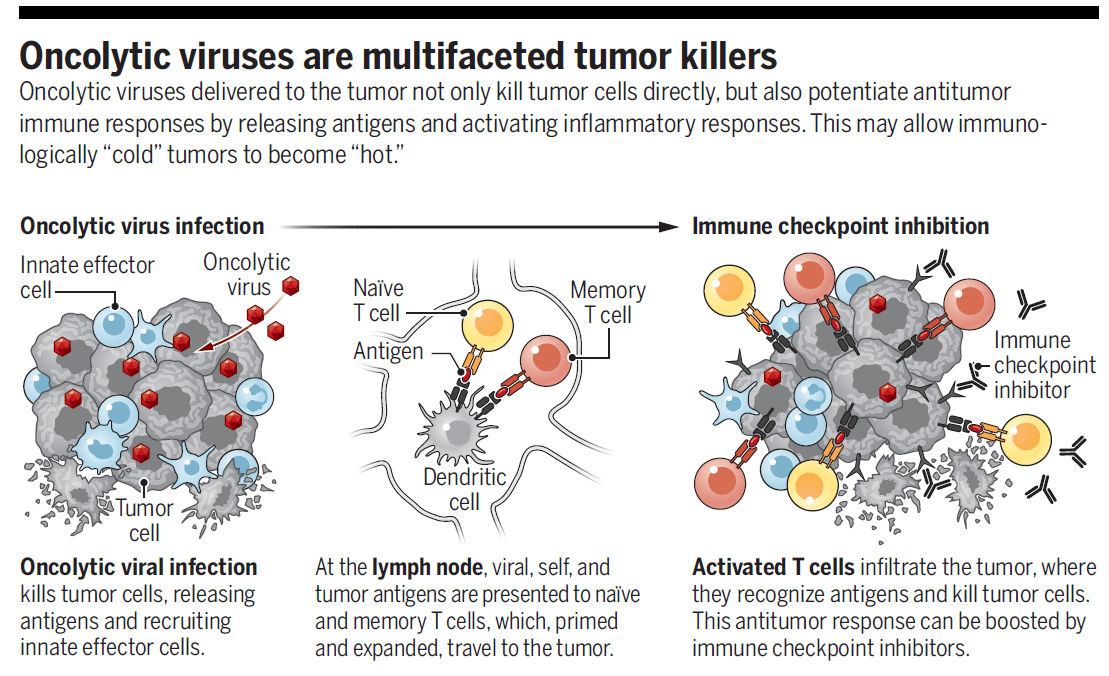 Oncolytic viruses are multifaceted tumor killers
Oncolytic viruses delivered to the tumor not only kill tumor cells directly, but also potentiate antitumor
immune responses by releasing antigens and activating inflammatory responses. This may allow immuno-
logically “cold” tumors to become “hot.”
Oncolytic virus infection
Innate effector
cell
Oncolytic
virus
Tumor
cell
Oncolytic viral infection
kills tumor cells, releasing
antigens and recruiting
innate effector cells.
Naïve
T cell
Antigen
Memory
T cell
Dendritic
cell
At the lymph node, viral, self, and
tumor antigens are presented to naïve
and memory T cells, which, primed
and expanded, travel to the tumor.
Immune checkpoint inhibition
Immune
checkpoint
inhibitor
Activated T cells infiltrate the tumor, where
they recognize antigens and kill tumor cells.
This antitumor response can be boosted by
immune checkpoint inhibitors.